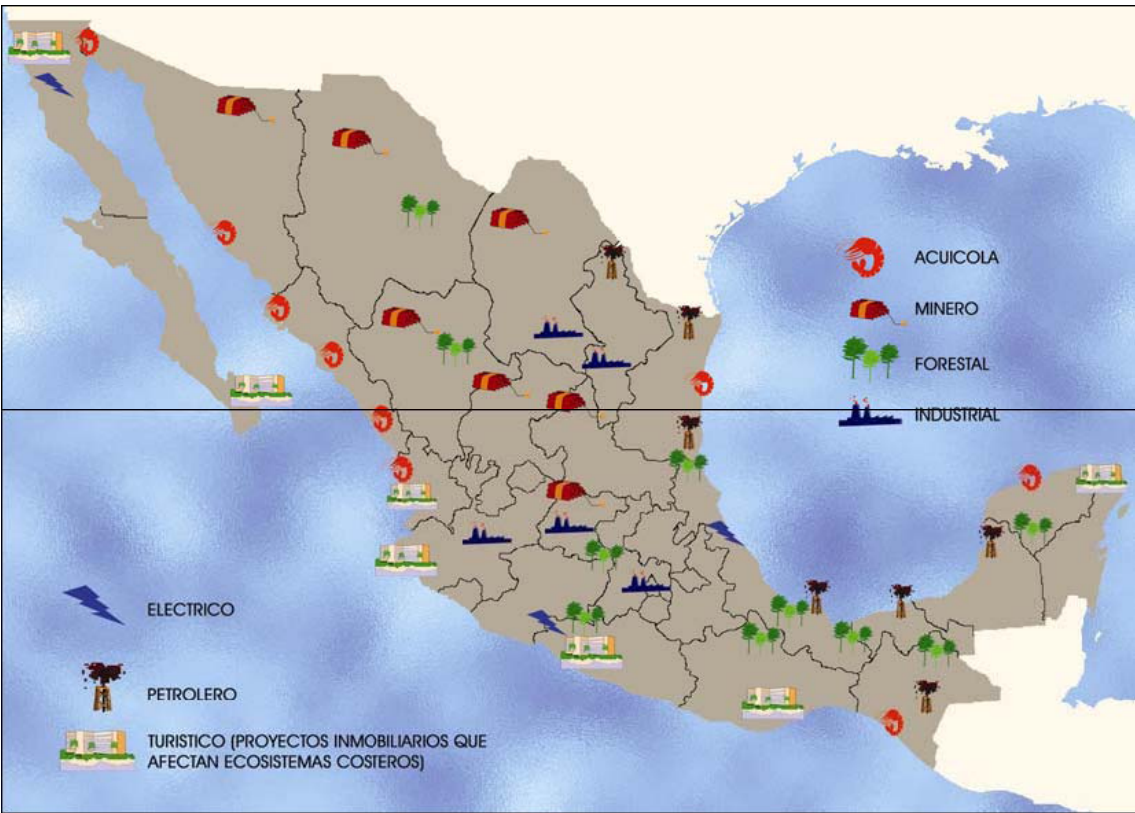 ACUICOLA
MINERO
FORESTAL
INDUSTRIAL
ELECTRICO
PETROLERO
TURISTICO (PROYECTOS INMOBILIARIOS QUE
AFECTAN ECOSISTEMAS COSTEROS)